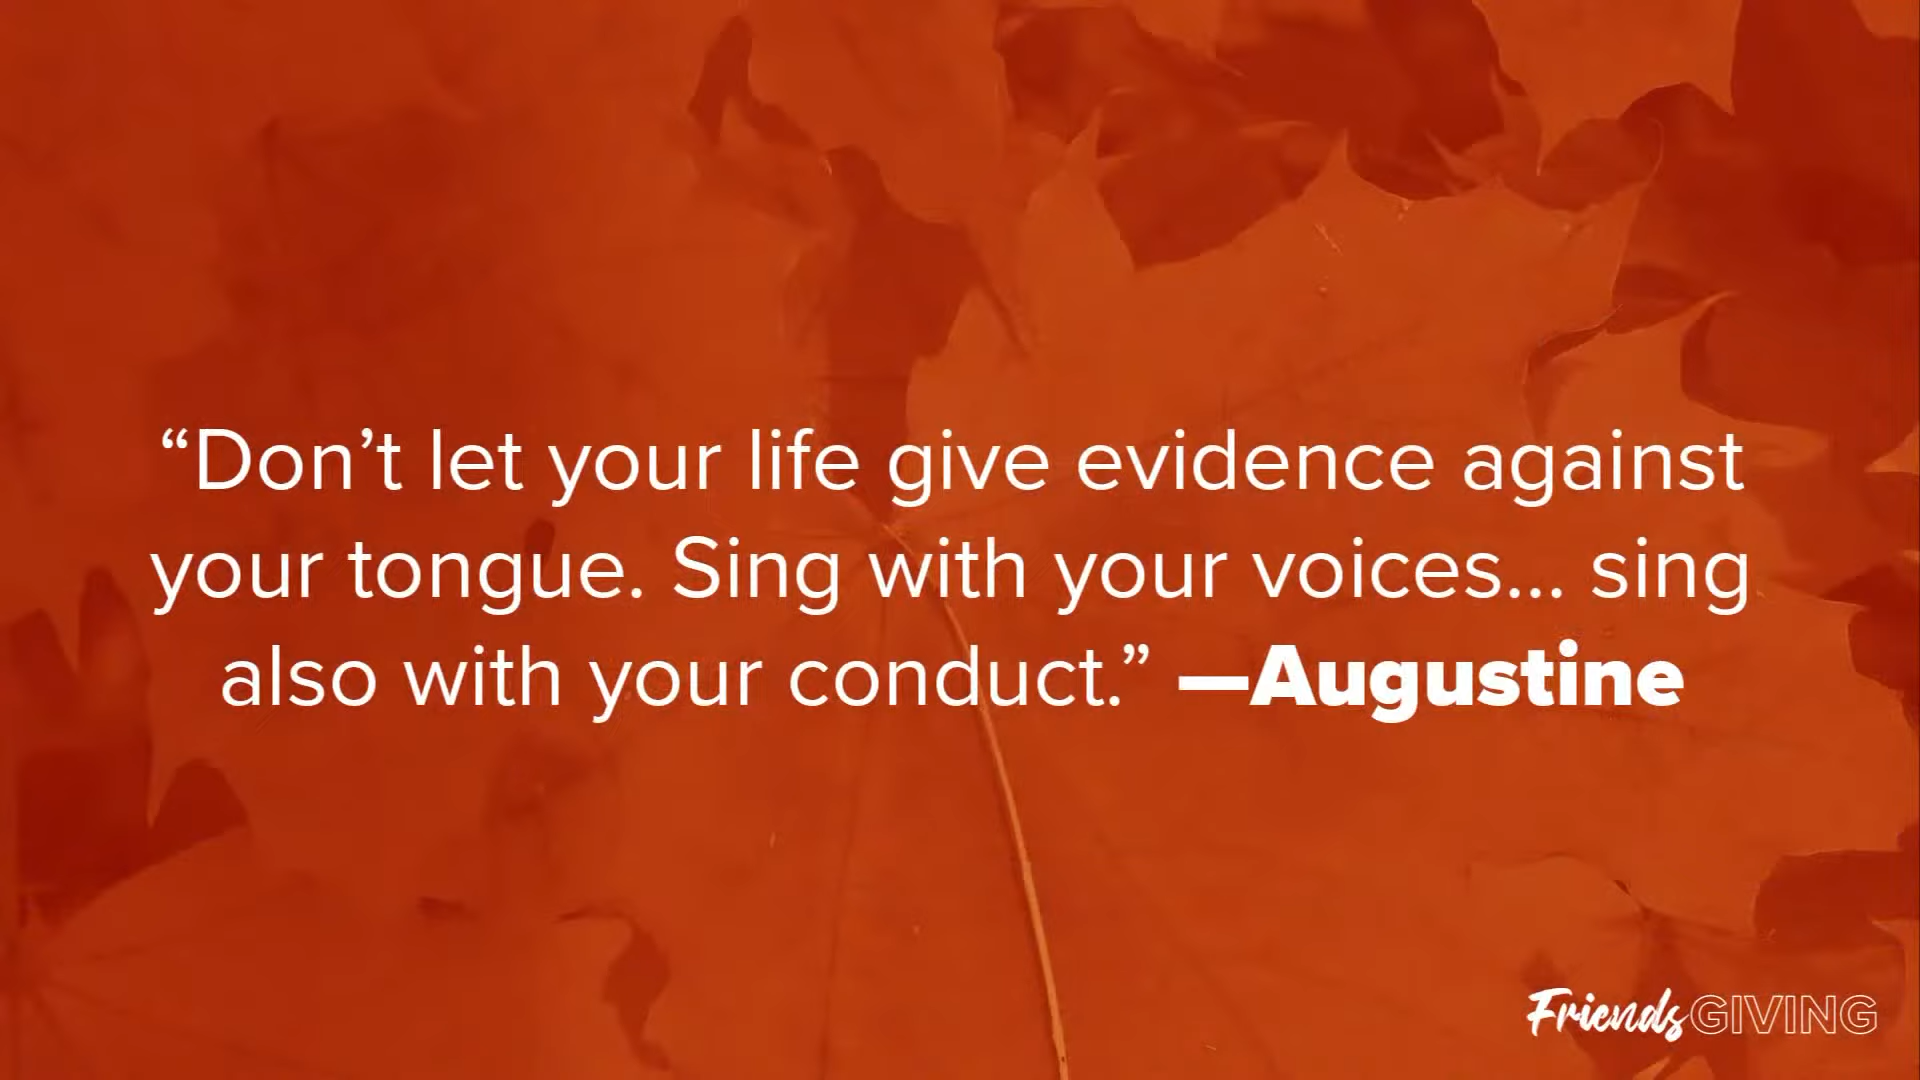 “Don’t let your life give evidence against
your tongue. Sing with your voices... sing
also with your conduct.” —Augustine
FriendsGIVING